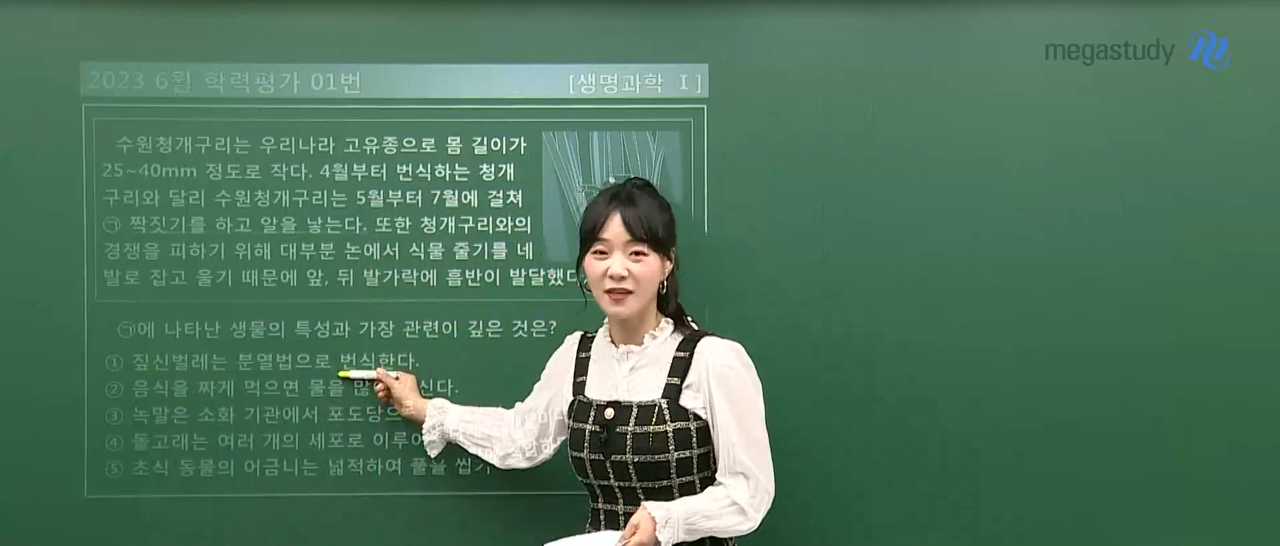 megastudy
2023 6월 학력평가 01번 [생명과학 Ⅰ]
수원청개구리는 우리나라 고유종으로 몸 길이가
25~40mm 정도로 작다. 4월부터 번식하는 청개
구리와 달리 수원청개구리는 5월부터 7월에 걸쳐
㉠ 짝짓기를 하고 알을 낳는다. 또한 청개구리와의
경쟁을 피하기 위해 대부분 논에서 식물 줄기를 네
발로 잡고 울기 때문에 앞, 뒤 발가락에 흡반이 발달했다
㉠에 나타난 생물의 특성과 가장 관련이 깊은 것은?
① 짚신벌레는 분열법으로 번식한다.
② 음식을 짜게 먹으면 물을 많 신다.
③ 녹말은 소화 기관에서 포도당으
④ 돌고래는 여러 개의 세포로 이루어
⑤ 초식 동물의 어금니는 넓적하여 풀을 씹기